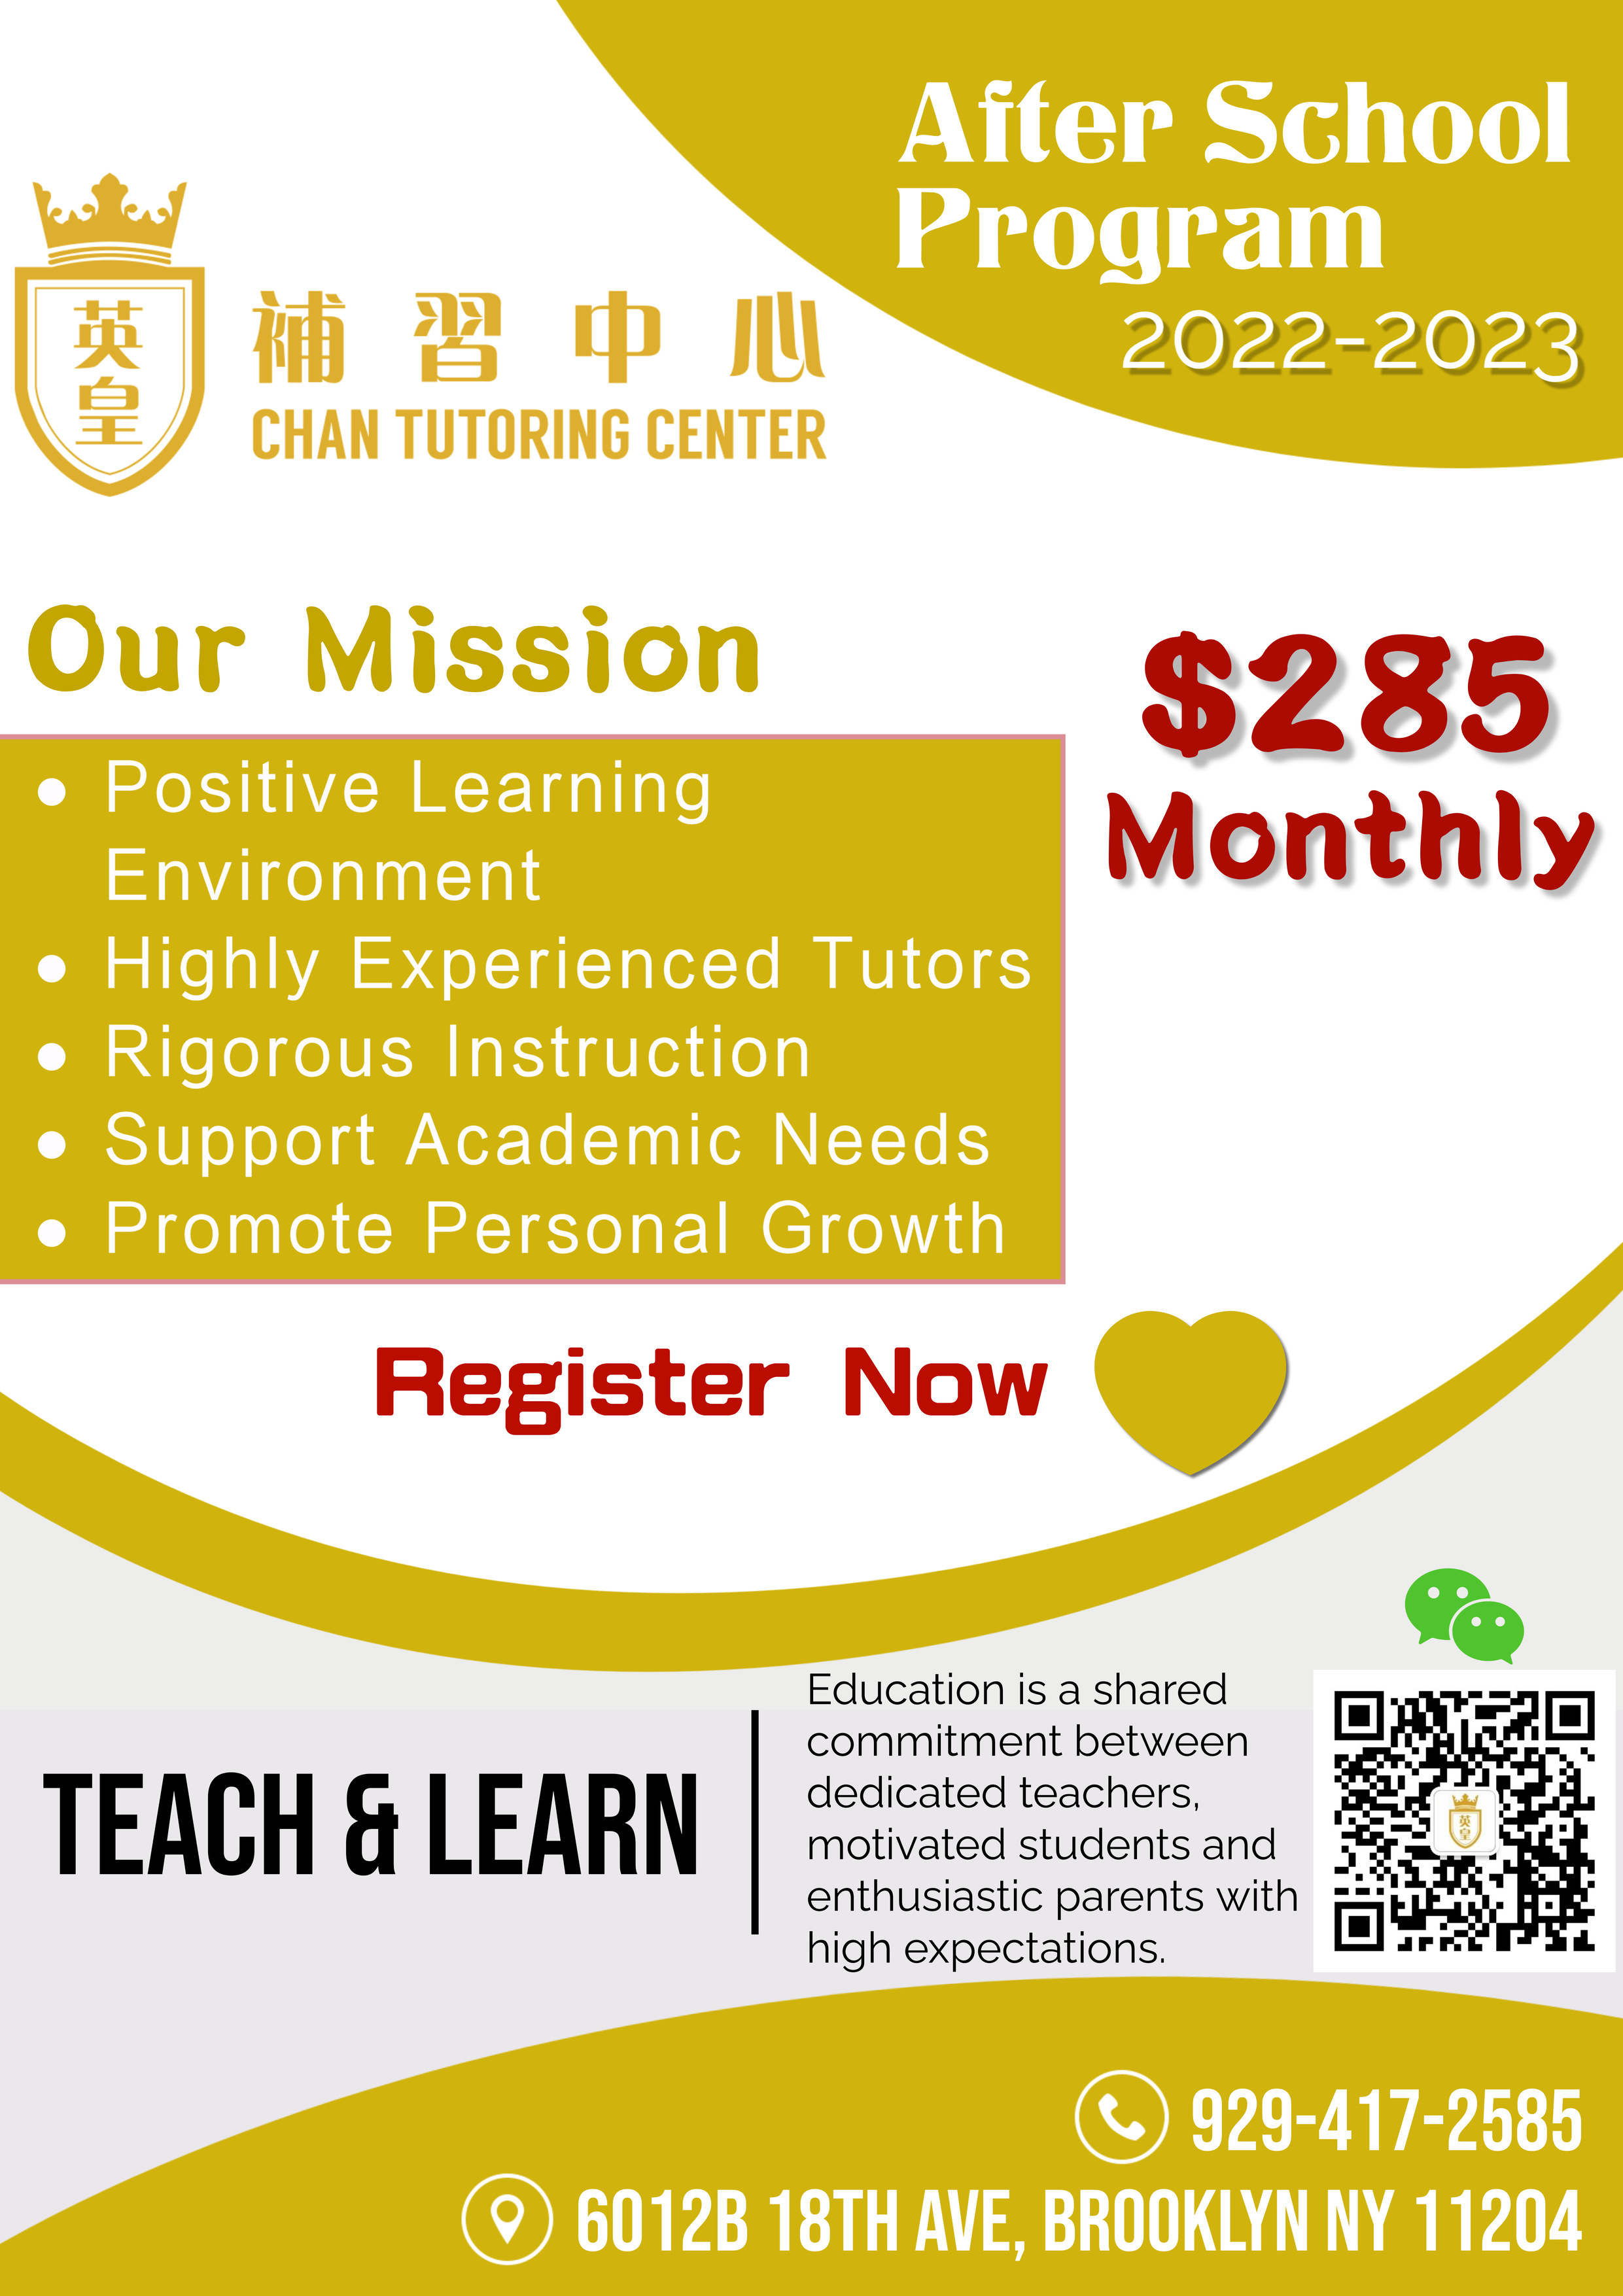 After School
Program
2022-2023
英
皇
補習中心
CHAN TUTORING CENTER
Our Mission
$285
Monthly
• Positive Learning
Environment
• Highly Experienced Tutors
• Rigorous Instruction
• Support Academic Needs
• Promote Personal Growth
Register Now
TEACH & LEARN
Education is a shared
commitment between
dedicated teachers,
motivated students and
enthusiastic parents with
high expectations.
英
皇
929-417-2585
6012B 18TH AVE, BROOKLYN NY 11204